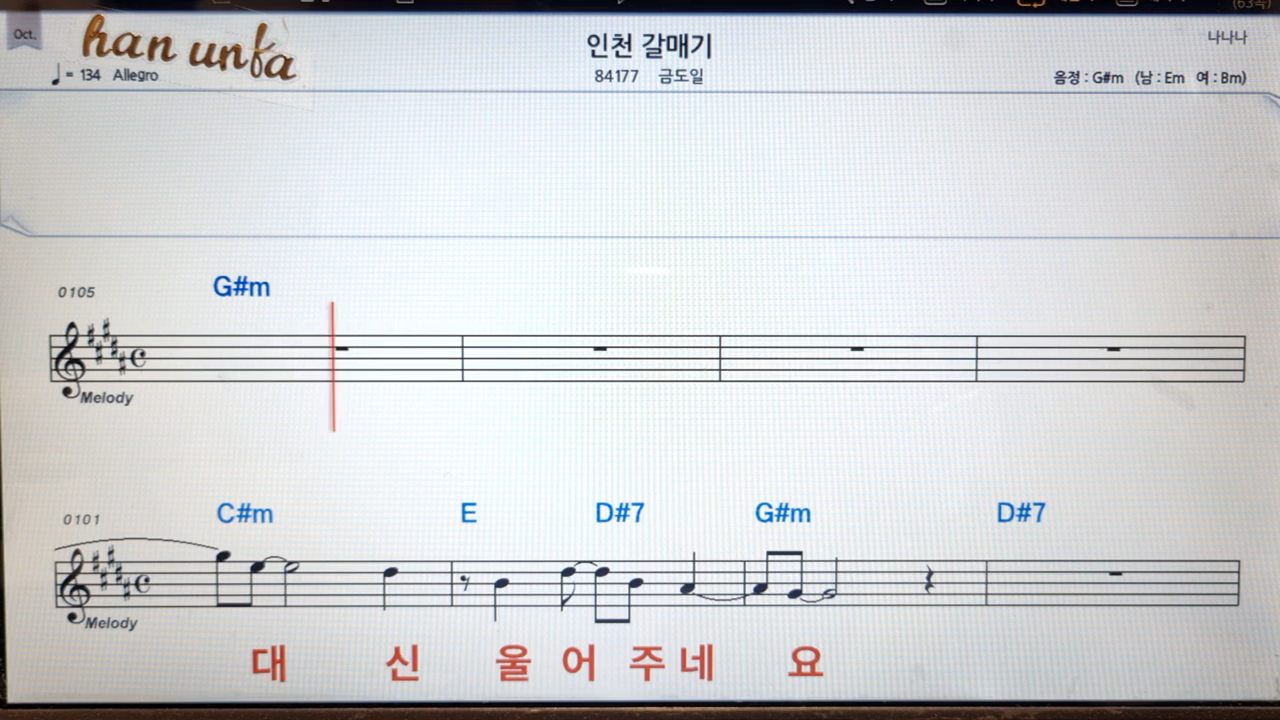 Oct.
han unfa
인천 갈매기
나나나
♩= 134 Allegro
84177 금도일
음정 : G#m (남 : Em 여 : Bm)
0105
G#m
Melody
0101
C#m E D#7 G#m D#7
Melody
대 신 울 어 주 네 요